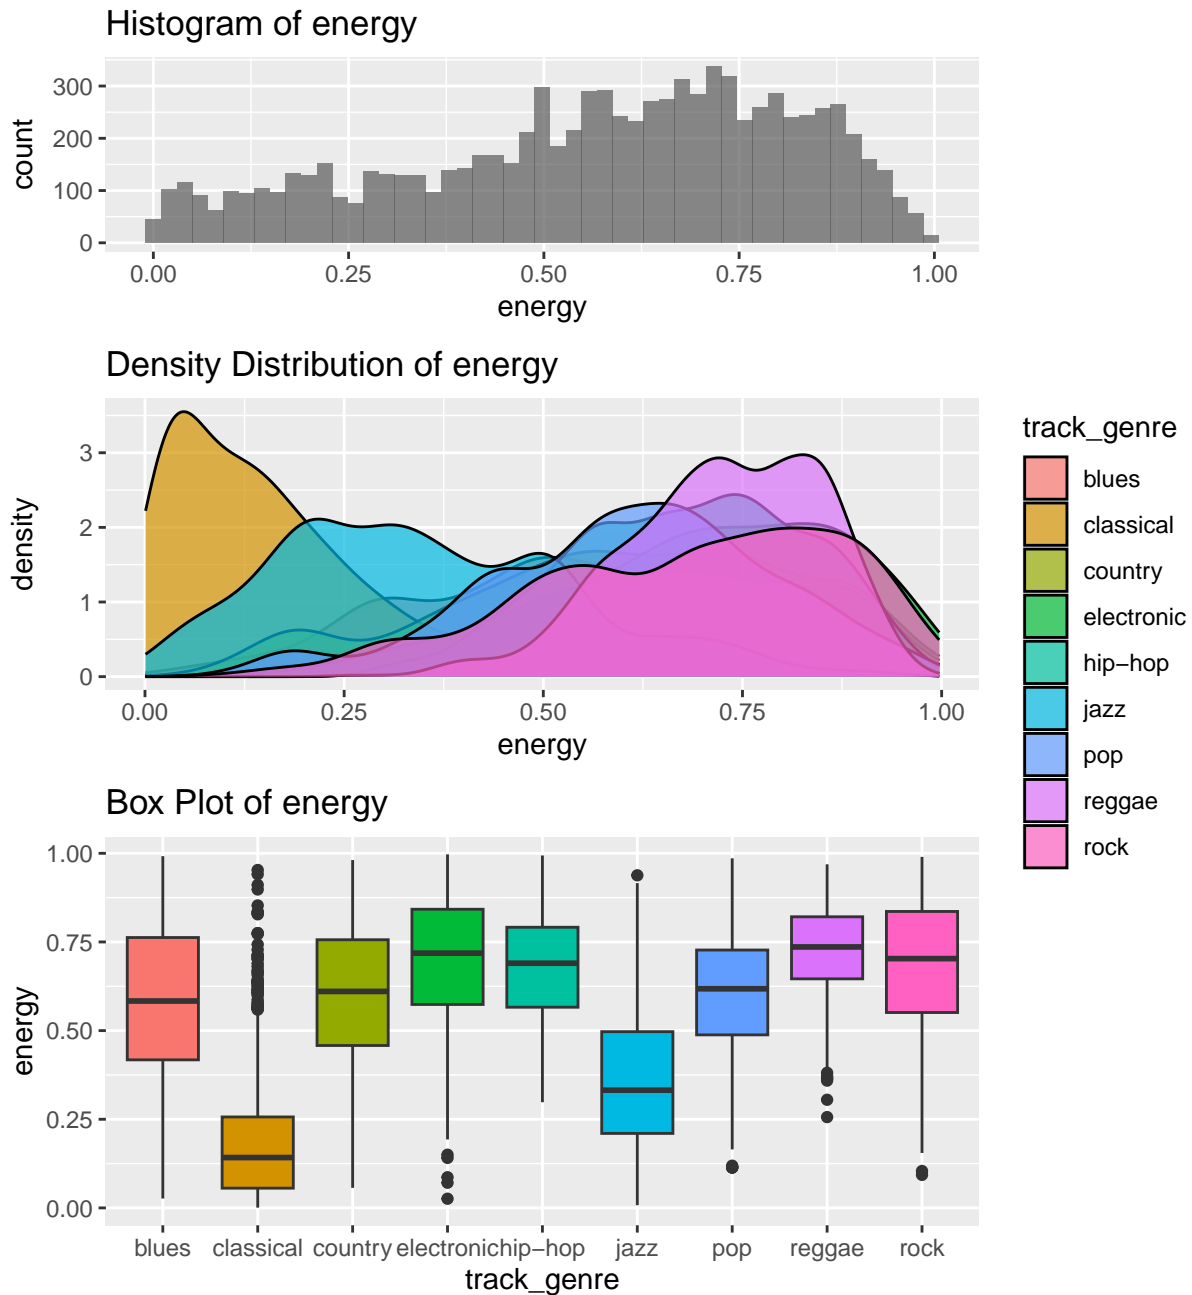 Histogram of energy
300
200
100
0
count
0.00 0.25 0.50 0.75 1.00
energy
Density Distribution of energy
3
2
1
0
density
0.00 0.25 0.50 0.75 1.00
energy
track_genre
blues
classical
country
electronic
hip−hop
jazz
pop
reggae
rock
Box Plot of energy
1.00
0.75
0.50
0.25
0.00
energy
blues classical country electronic hip−hop jazz pop reggae rock
track_genre